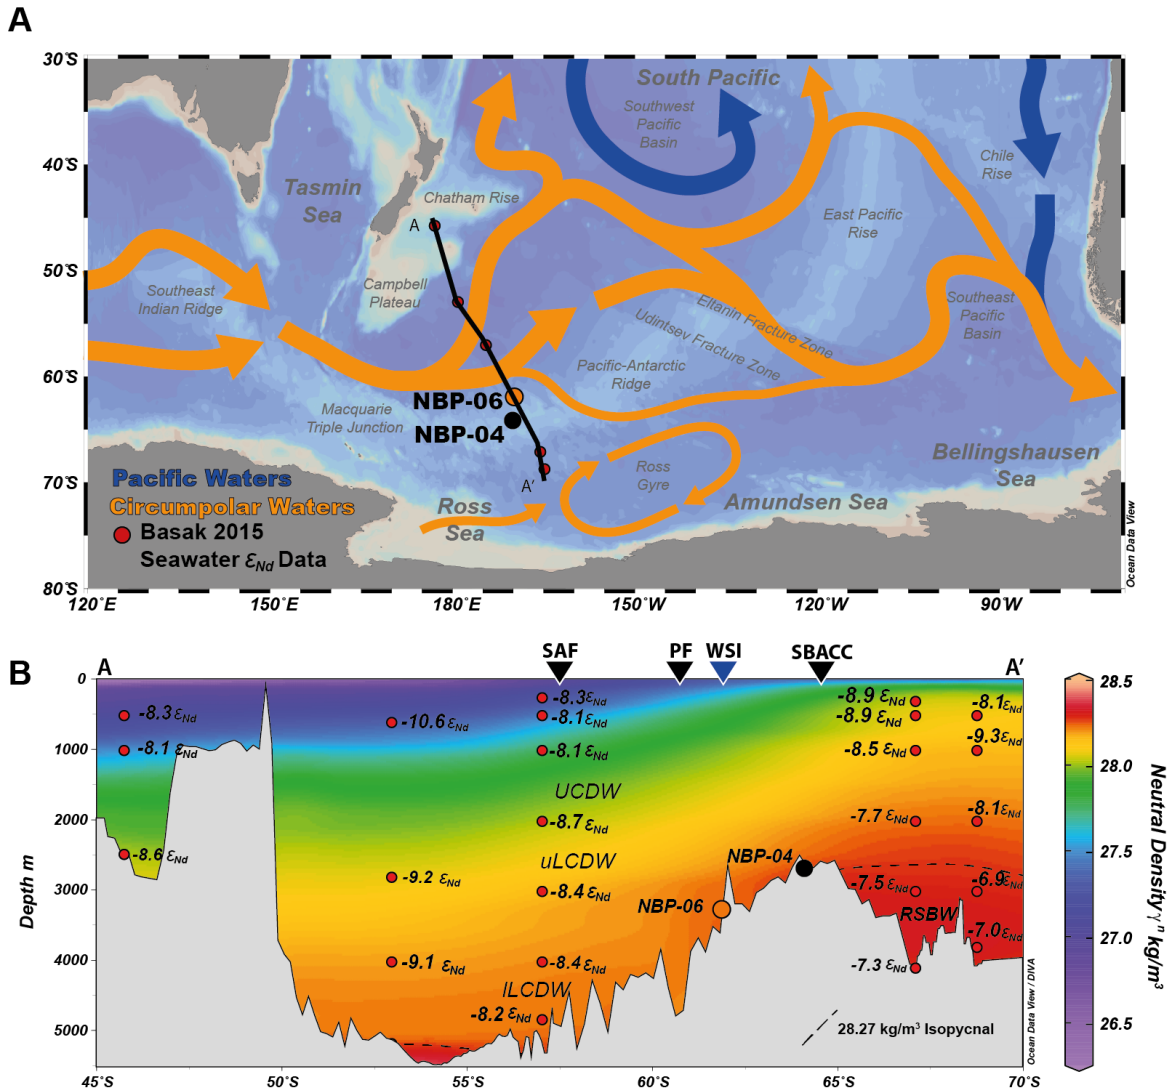 A
30°S
40°S
50°S
60°S
70°S
80°S
120°E
150°E
180°E
150°W
120°W
90°W
South Pacific
Southwest
Pacific
Basin
Chile
Rise
Tasmin
Sea
Chatham Rise
East Pacific
Rise
A
Campbell
Plateau
Southeast
Indian Ridge
Eltanin Fracture Zone
Udintsev Fracture Zone
Southeast
Pacific
Basin
Pacific-Antarctic
Ridge
NBP-06
NBP-04
Macquarie
Triple Junction
Bellingshausen
Sea
Ross
Gyre
A'
Amundsen Sea
Ross
Sea
Pacific Waters
Circumpolar Waters
Basak 2015
Seawater εNd Data
Ocean Data View
B
A
SAF
PF
WSI
SBACC
A'
0
1000
2000
3000
4000
5000
Depth m
-8.3 εNd
-8.1 εNd
-8.6 εNd
-10.6 εNd
-9.2 εNd
-9.1 εNd
-8.3 εNd
-8.1 εNd
-8.1 εNd
UCDW
-8.7 εNd
uLCDW
-8.4 εNd
-8.4 εNd
lLCDW
-8.2 εNd
NBP-04
NBP-06
-8.9 εNd
-8.9 εNd
-8.5 εNd
-7.7 εNd
-7.5 εNd
RSBW
-7.3 εNd
-8.1 εNd
-9.3 εNd
-8.1 εNd
-6.9 εNd
-7.0 εNd
28.27 kg/m³ Isopycnal
45°S
50°S
55°S
60°S
65°S
70°S
Ocean Data View / DIVA
28.5
28.0
27.5
27.0
26.5
Neutral Density γⁿ kg/m³